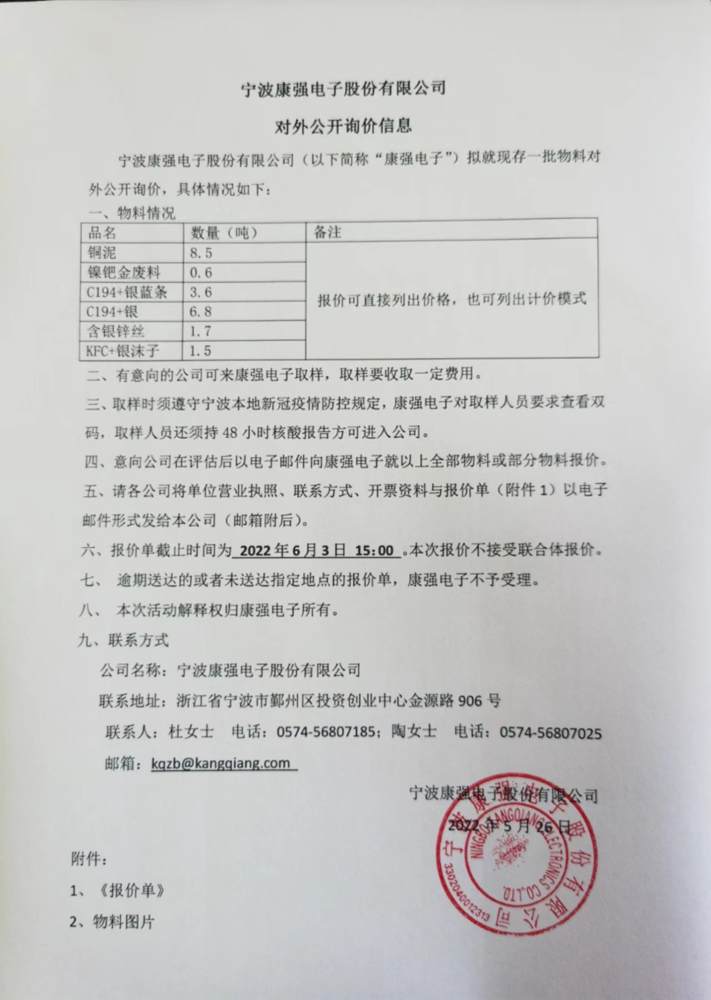 宁波康强电子股份有限公司
对外公开询价信息
宁波康强电子股份有限公司（以下简称“康强电子”）拟就现存一批物料对
外公开询价，具体情况如下：
一、物料情况
品名 数量（吨） 备注
铜泥 8.5
镍钯金废料 0.6
C194+银蓝条 3.6
报价可直接列出价格，也可列出计价模式
C194+银 6.8
含银锌丝 1.7
KFC+银沫子 1.5
二、有意向的公司可来康强电子取样，取样要收取一定费用。
三、取样时须遵守宁波本地新冠疫情防控规定，康强电子对取样人员要求查看双
码，取样人员还须持 48 小时核酸报告方可进入公司。
四、意向公司在评估后以电子邮件向康强电子就以上全部物料或部分物料报价。
五、请各公司将单位营业执照、联系方式、开票资料与报价单（附件 1）以电子
邮件形式发给本公司（邮箱附后）。
六、报价单截止时间为 2022 年 6 月 3 日 15:00 。本次报价不接受联合体报价。
七、 逾期送达的或者未送达指定地点的报价单，康强电子不予受理。
八、 本次活动解释权归康强电子所有。
九、联系方式
公司名称：宁波康强电子股份有限公司
联系地址：浙江省宁波市鄞州区投资创业中心金源路 906 号
联系人：杜女士 电话：0574-56807185；陶女士 电话：0574-56807025
邮箱：kqzb@kangqiang.com
宁波康强电子股份有限公司
2022 年 5 月 26 日
宁波康强电子股份有限公司
NINGBO KANGQIANG ELECTRONICS CO.,LTD.
3302040012313
附件：
1、《报价单》
2、物料图片